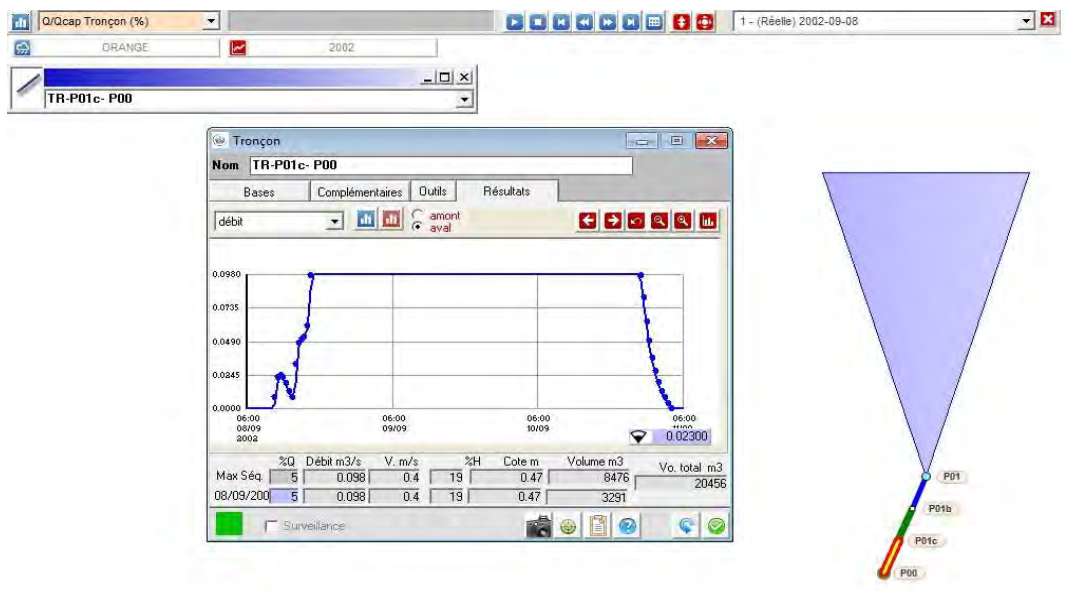 Q/Qcap Tronçon (%)
1 - (Réelle) 2002-09-08
ORANGE
2002
TR-P01c- P00
Tronçon
Nom TR-P01c- P00
Bases Complémentaires Outils Résultats
débit
amont
aval
0.0980
0.0735
0.0490
0.0245
0.0000
06:00 06:00 06:00 06:00
08/09 09/09 10/09
2002
0.02300
%Q Débit m3/s V. m/s %H Cote m Volume m3 Vo. total m3
Max Séq. 5 0.098 0.4 19 0.47 8476 20456
08/09/200 5 0.098 0.4 19 0.47 3291
Surveillance
P01
P01b
P01c
P00